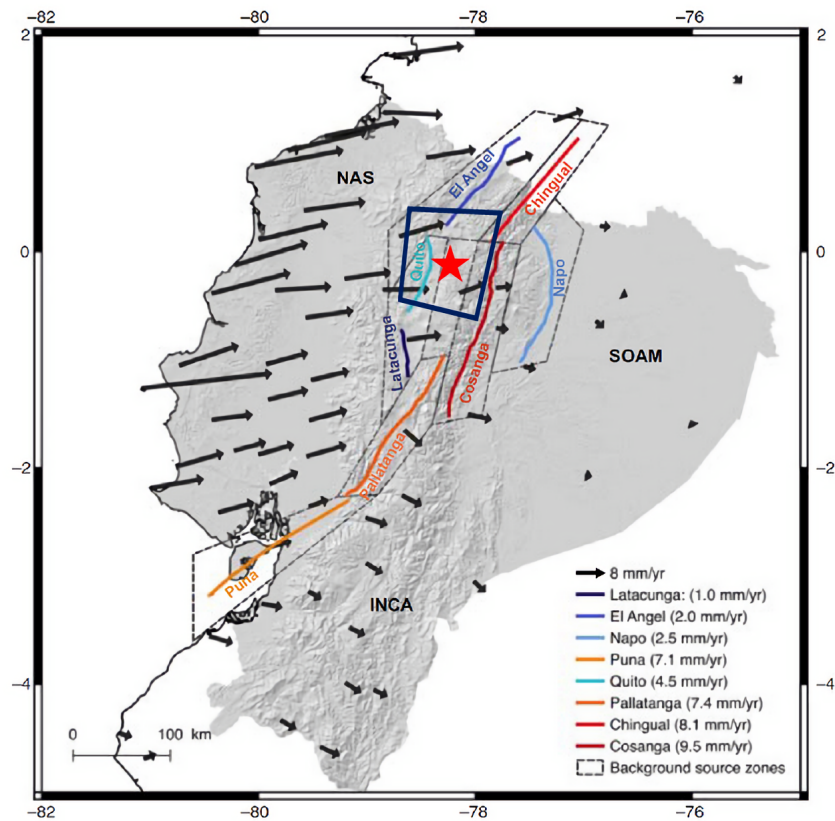 −82 −80 −78 −76
2 2
El Angel
NAS
Chingual
0 0
Quito
Napo
Latacunga
SOAM
Cosanga
Pallatanga
−2 −2
8 mm/yr
Puna
Latacunga: (1.0 mm/yr)
INCA
El Angel (2.0 mm/yr)
Napo (2.5 mm/yr)
Puna (7.1 mm/yr)
−4 −4
Quito (4.5 mm/yr)
Pallatanga (7.4 mm/yr)
Chingual (8.1 mm/yr)
0 100 km
Cosanga (9.5 mm/yr)
Background source zones
−82 −80 −78 −76